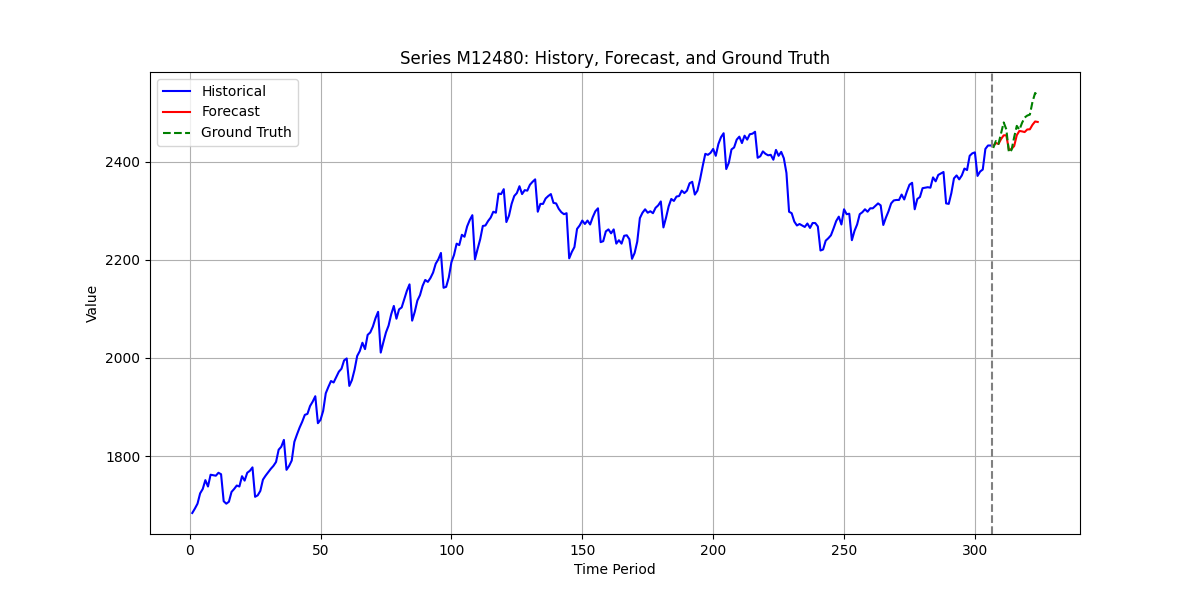 Series M12480: History, Forecast, and Ground Truth
Historical
Forecast
Ground Truth
2400
2200
2000
1800
Value
0 50 100 150 200 250 300
Time Period